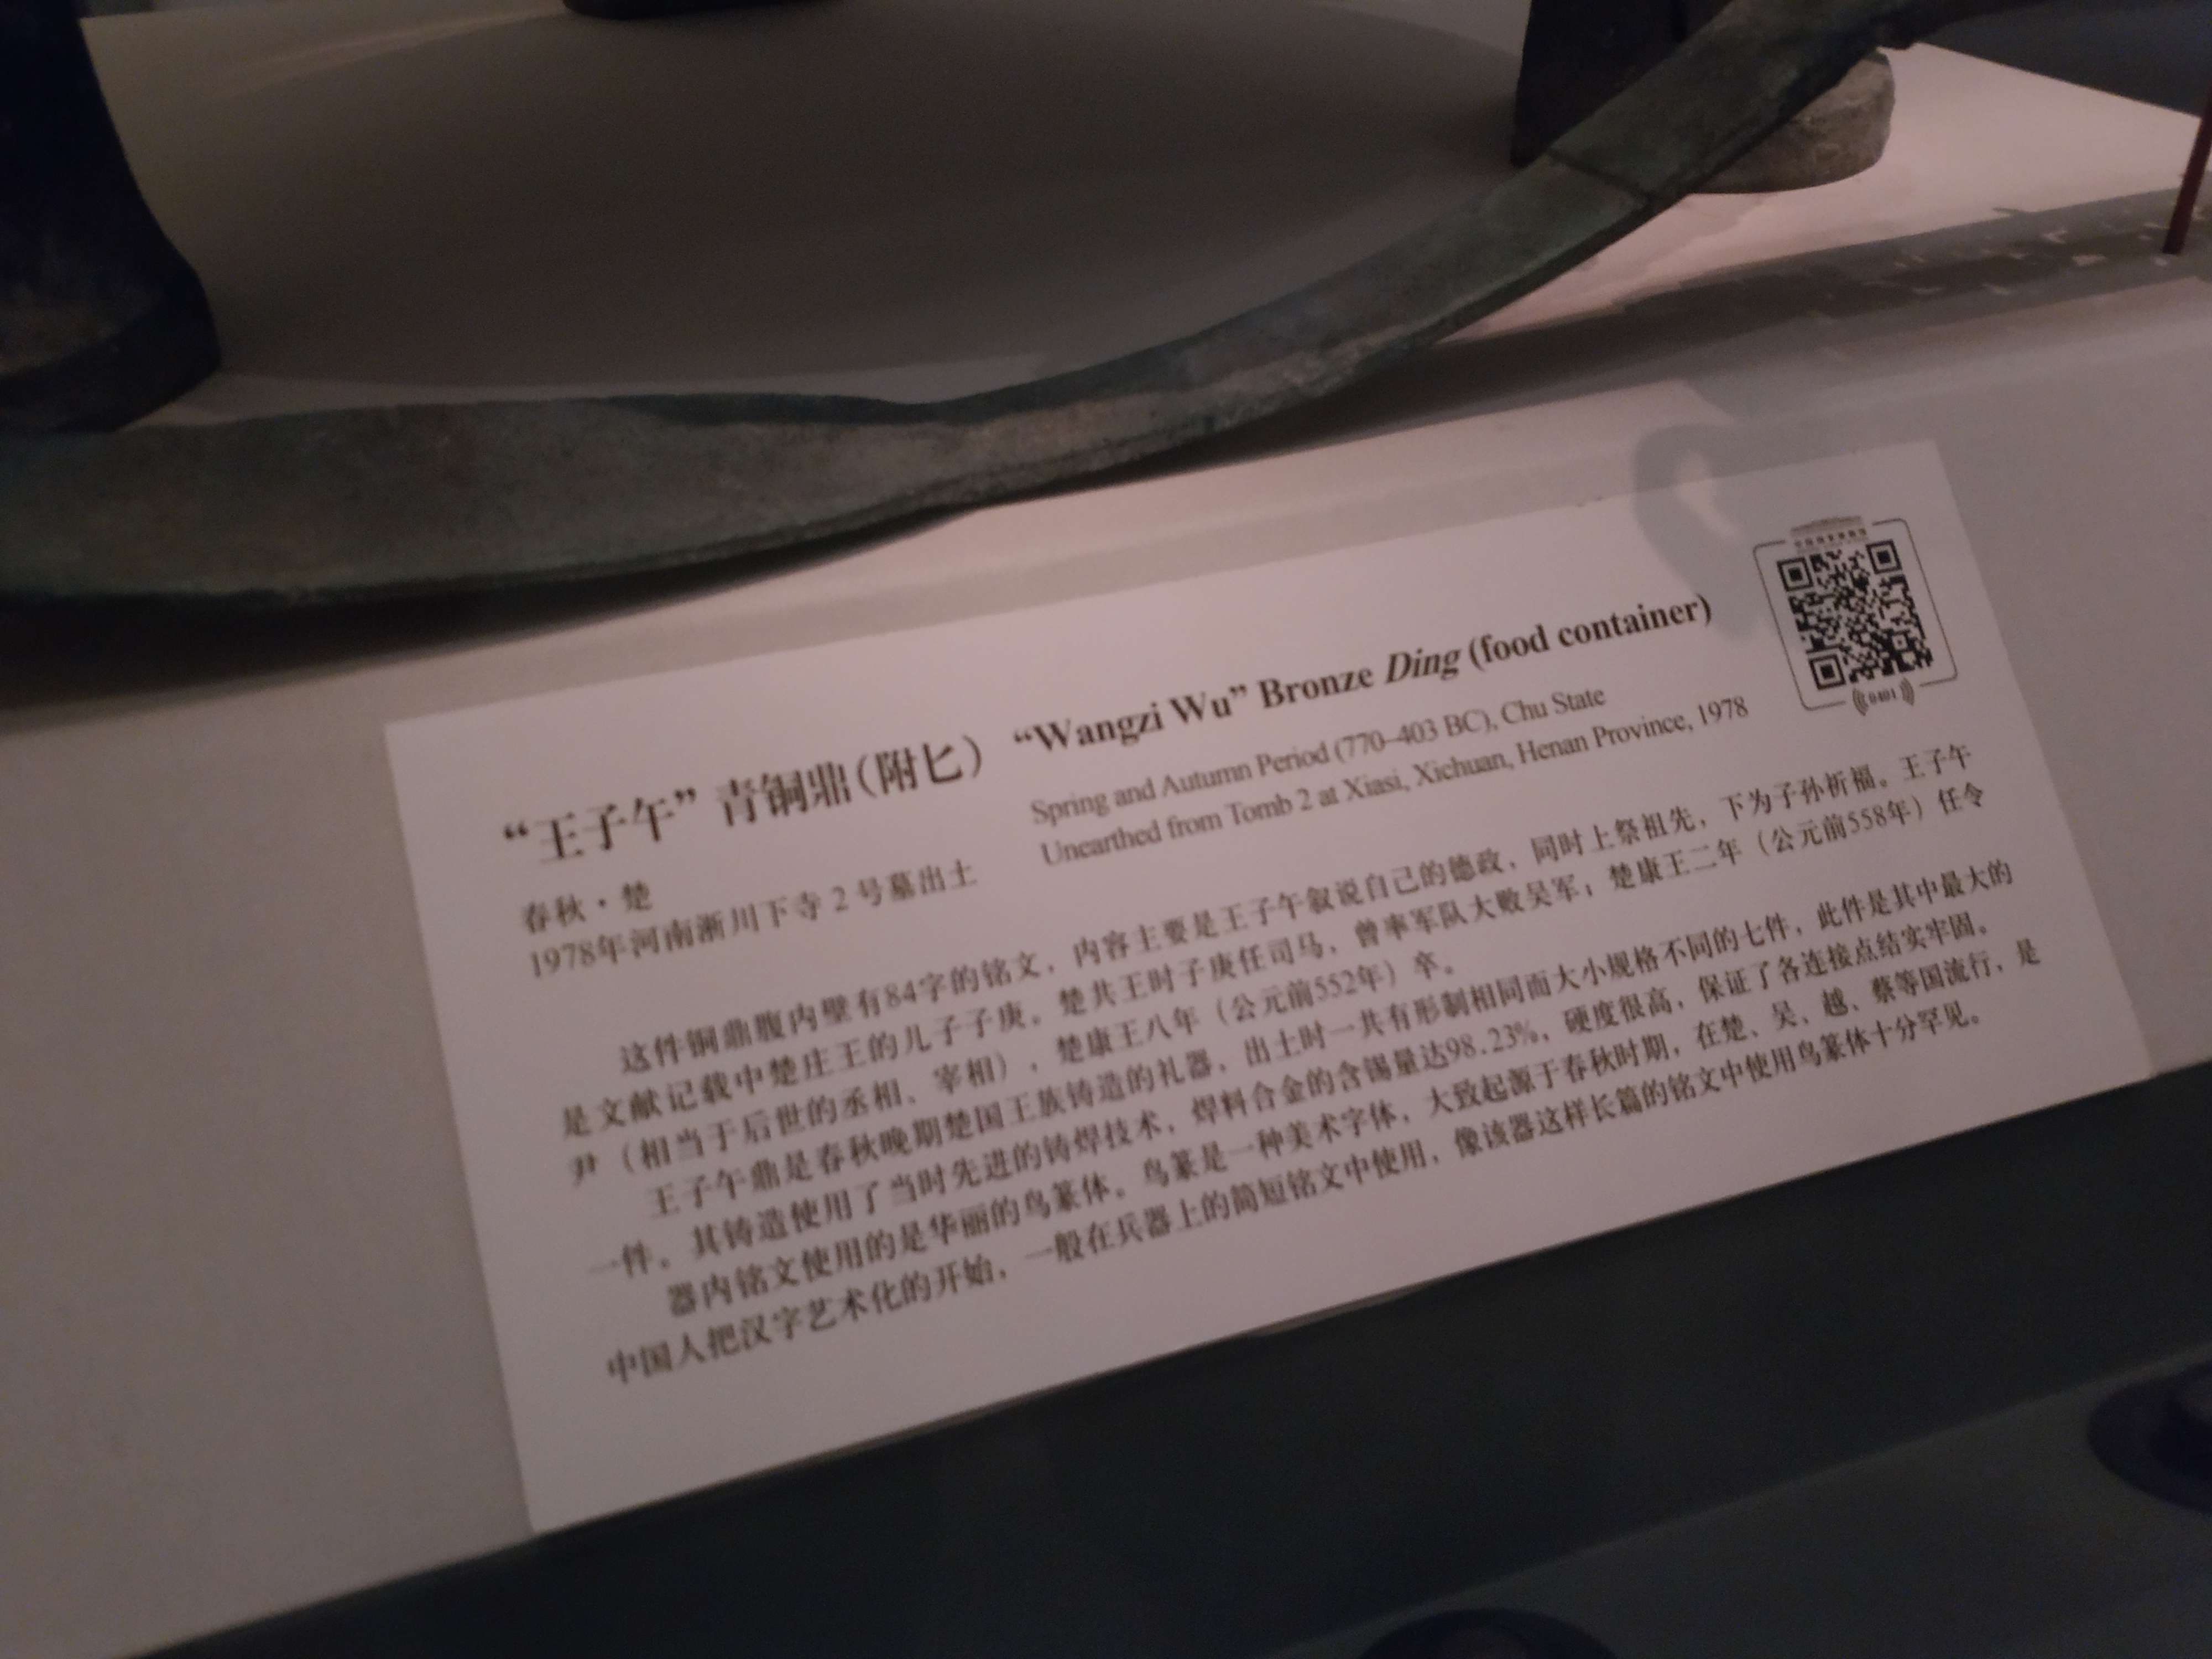 “王子午”青铜鼎（附匕）
春秋·楚
1978年河南淅川下寺2号墓出土
“Wangzi Wu” Bronze Ding (food container)
Spring and Autumn Period (770–403 BC), Chu State
Unearthed from Tomb 2 at Xiasi, Xichuan, Henan Province, 1978
这件铜鼎腹内壁有84字的铭文，内容主要是王子午叙说自己的德政，同时上祭祖先，下为子孙祈福。王子午
是文献记载中楚庄王的儿子子庚。楚共王时子庚任司马，曾率军队大败吴军；楚康王二年（公元前558年）任令
尹（相当于后世的丞相、宰相），楚康王八年（公元前552年）卒。
王子午鼎是春秋晚期楚国王族铸造的礼器，出土时一共有形制相同而大小规格不同的七件，此件是其中最大的
一件。其铸造使用了当时先进的铸焊技术，焊料合金的含锡量达98.23%，硬度很高，保证了各连接点结实牢固。
器内铭文使用的是华丽的鸟篆体。鸟篆是一种美术字体，大致起源于春秋时期，在楚、吴、越、蔡等国流行，是
中国人把汉字艺术化的开始，一般在兵器上的简短铭文中使用，像该器这样长篇的铭文中使用鸟篆体十分罕见。
0401